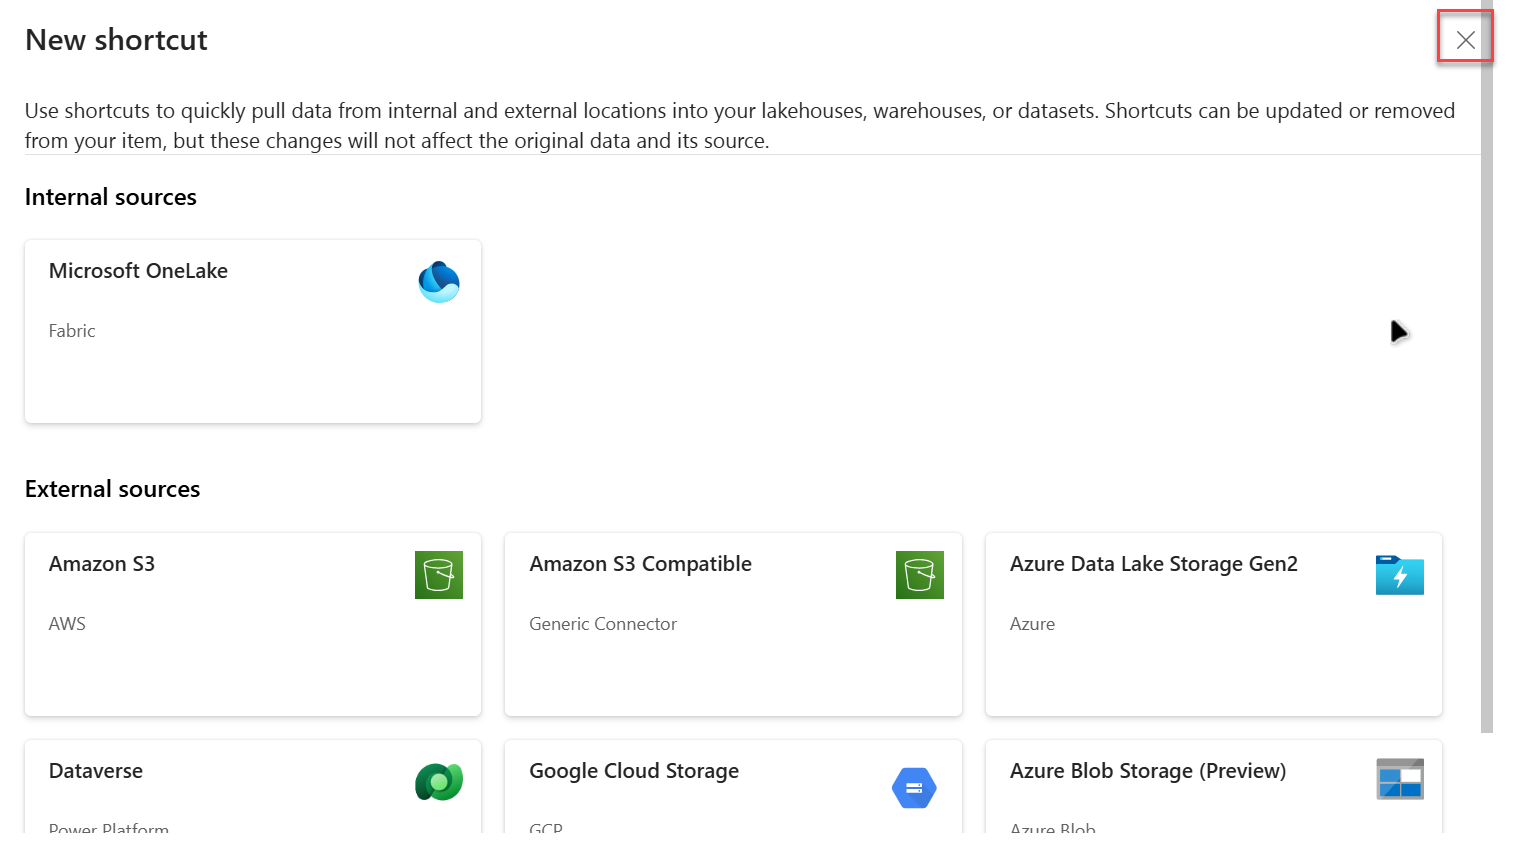 New shortcut
Use shortcuts to quickly pull data from internal and external locations into your lakehouses, warehouses, or datasets. Shortcuts can be updated or removed
from your item, but these changes will not affect the original data and its source.
Internal sources
Microsoft OneLake
Fabric
External sources
Amazon S3
AWS
Amazon S3 Compatible
Generic Connector
Azure Data Lake Storage Gen2
Azure
Dataverse
Power Platform
Google Cloud Storage
GCP
Azure Blob Storage (Preview)
Azure Blob